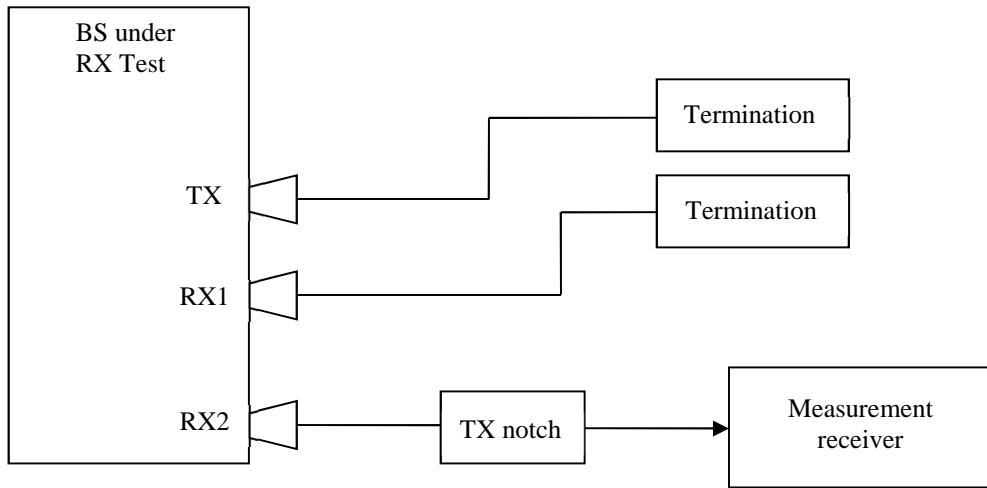 BS under
RX Test
Termination
TX
Termination
RX1
RX2
TX notch
Measurement
receiver